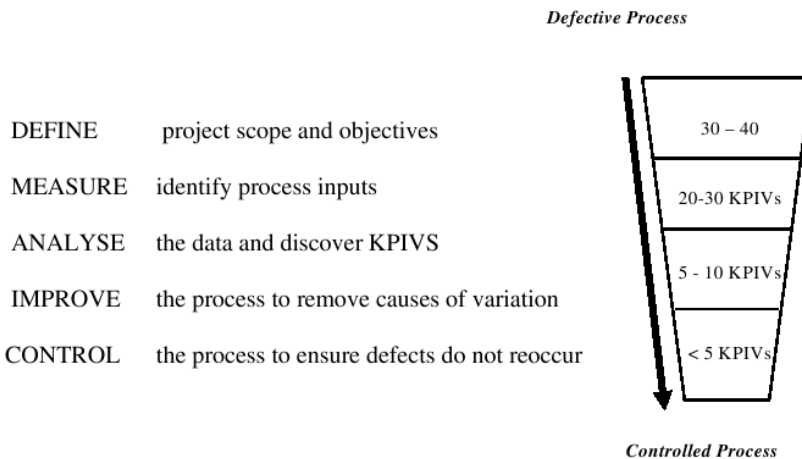 Defective Process
DEFINE project scope and objectives
30 – 40
MEASURE identify process inputs
20-30 KPIVs
ANALYSE the data and discover KPIVS
5 - 10 KPIVs
IMPROVE the process to remove causes of variation
CONTROL the process to ensure defects do not reoccur
< 5 KPIVs
Controlled Process